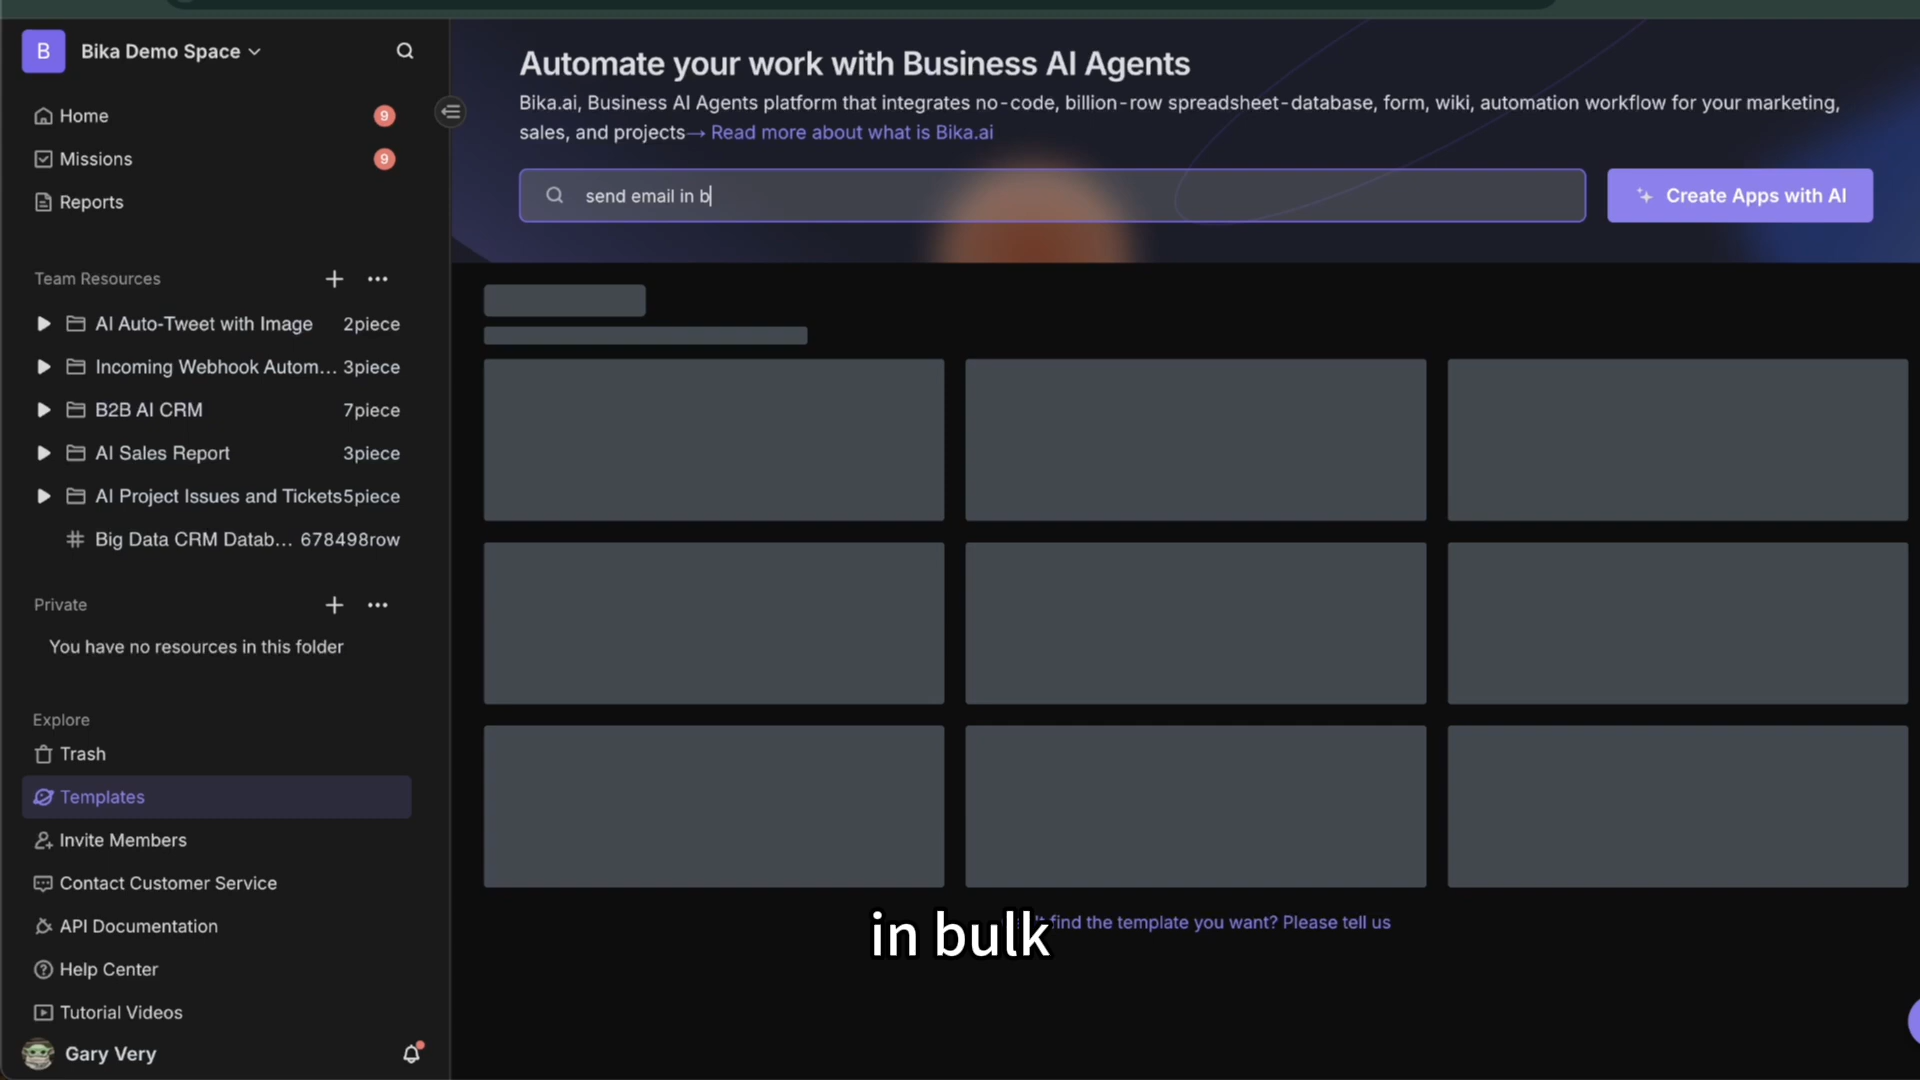 B
Bika Demo Space
Home 9
Missions 9
Reports
Team Resources
AI Auto-Tweet with Image 2piece
Incoming Webhook Autom... 3piece
B2B AI CRM 7piece
AI Sales Report 3piece
AI Project Issues and Tickets 5piece
Big Data CRM Datab... 678498row
Private
You have no resources in this folder
Explore
Trash
Templates
Invite Members
Contact Customer Service
API Documentation
Help Center
Tutorial Videos
Gary Very
Automate your work with Business AI Agents
Bika.ai, Business AI Agents platform that integrates no-code, billion-row spreadsheet-database, form, wiki, automation workflow for your marketing,
sales, and projects→ Read more about what is Bika.ai
send email in b
Create Apps with AI
find the template you want? Please tell us
in bulk